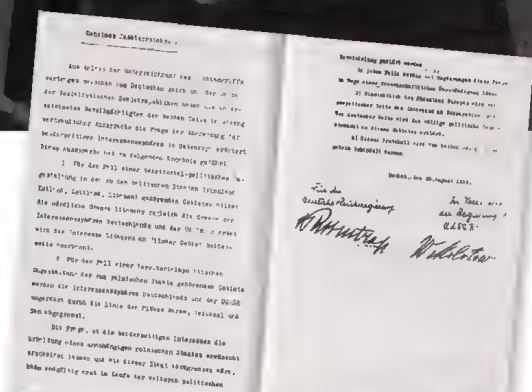 Geheimes Zusatzprotokoll.
Aus Anlass der Unterzeichnung des Nichtangriffs
vertrages zwischen dem Deutschen Reich und der Union
der Sozialistischen Sowjetrepubliken haben die unter-
zeichneten Bevollmächtigten der beiden Teile in streng
vertraulicher Aussprache die Frage der Abgrenzung der
beiderseitigen Interessensphären in Osteuropa erörtert
Diese Aussprache hat zu folgendem Ergebnis geführt
1 Für den Fall einer territorial-politischen
in den zu den baltischen Staaten (Finnland
Estland, Lettland, Litauen) gehörenden Gebieten bildet
die nördliche Grenze Litauens zugleich die Grenze der
Interessensphären Deutschlands und der UdSSR
wird das Interesse Litauens am Wilnaer Gebiet beider-
seits anerkannt.
2 Für den Fall einer territorial-politischen
Umgestaltung der zum polnischen Staate gehörenden Gebiete
werden die Interessensphären Deutschlands und der UdSSR
ungefähr durch die Linie der Flüsse Narew, Weichsel und
San abgegrenzt.
Die Frage, ob die beiderseitigen Interessen die
Erhaltung eines unabhängigen polnischen Staates erwünscht
erscheinen lassen und wie dieser Staat abzugrenzen wäre,
kann endgültig erst im Laufe der weiteren politischen
Entwicklung geklärt werden
In jedem Falle werden beide Regierungen diese Frage
im Wege einer freundschaftlichen Verständigung lösen
3) Hinsichtlich des Südostens Europas wird von
sowjetischer Seite das Interesse an Bessarabien
Von deutscher Seite wird das völlige politische
an diesen Gebieten erklärt.
4) Dieses Protokoll wird von beiden
geheim behandelt werden
Moskau, den 23. August 1939.
Für die
Deutsche Reichsregierung
In
der Regierung
der UdSSR